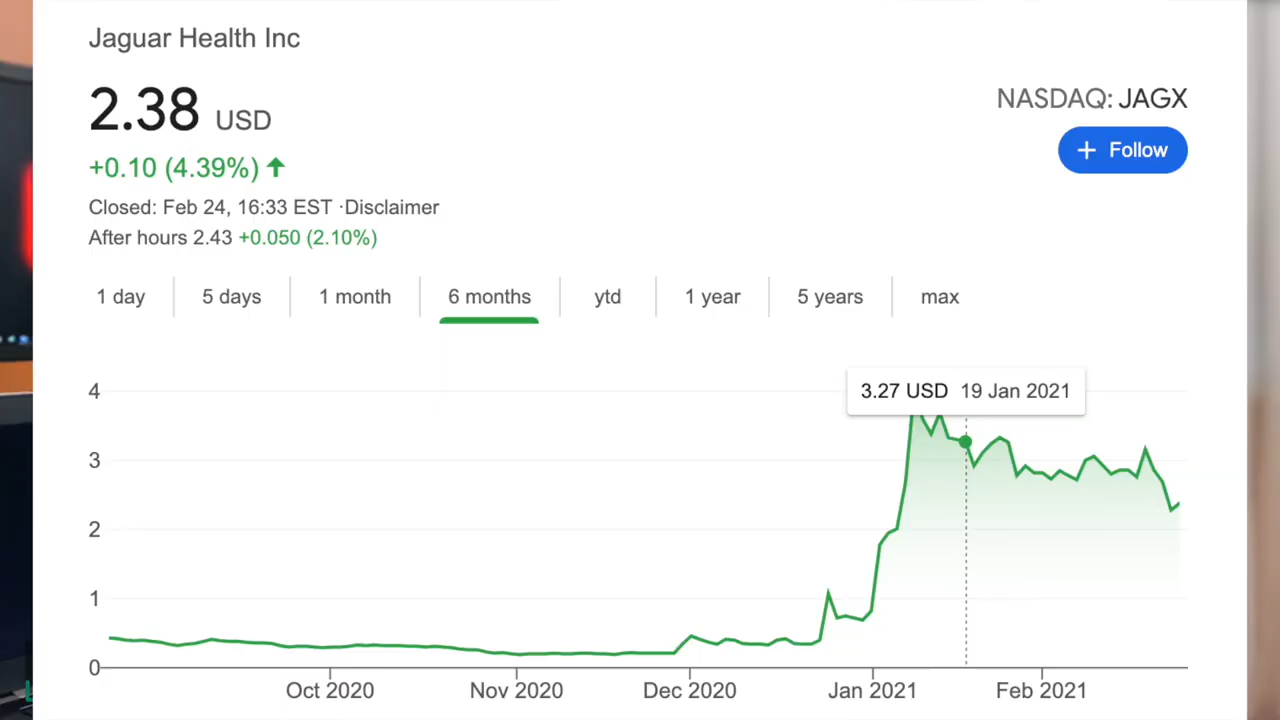 Jaguar Health Inc
2.38 USD
NASDAQ: JAGX
+ Follow
+0.10 (4.39%)
Closed: Feb 24, 16:33 EST ·Disclaimer
After hours 2.43 +0.050 (2.10%)
1 day 5 days 1 month 6 months ytd 1 year 5 years max
3.27 USD 19 Jan 2021
4
3
2
1
0
Oct 2020 Nov 2020 Dec 2020 Jan 2021 Feb 2021